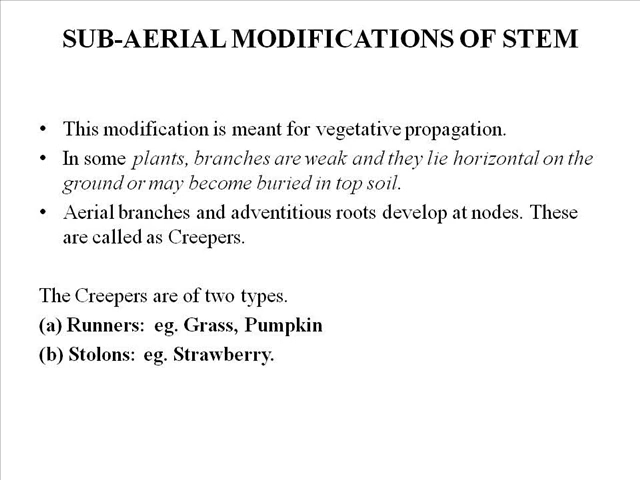 SUB-AERIAL MODIFICATIONS OF STEM
• This modification is meant for vegetative propagation.
• In some plants, branches are weak and they lie horizontal on the
ground or may become buried in top soil.
• Aerial branches and adventitious roots develop at nodes. These
are called as Creepers.
The Creepers are of two types.
(a) Runners: eg. Grass, Pumpkin
(b) Stolons: eg. Strawberry.